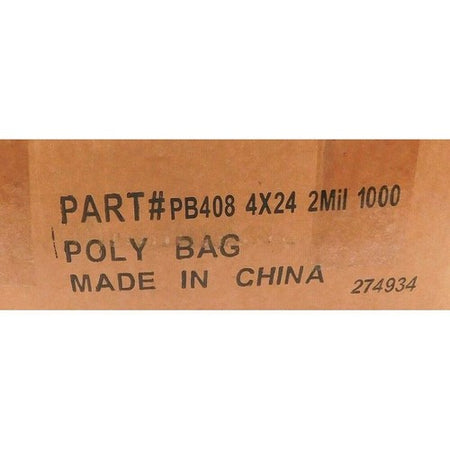 PART#PB408 4X24 2Mil 1000
POLY BAG
MADE IN CHINA
274934